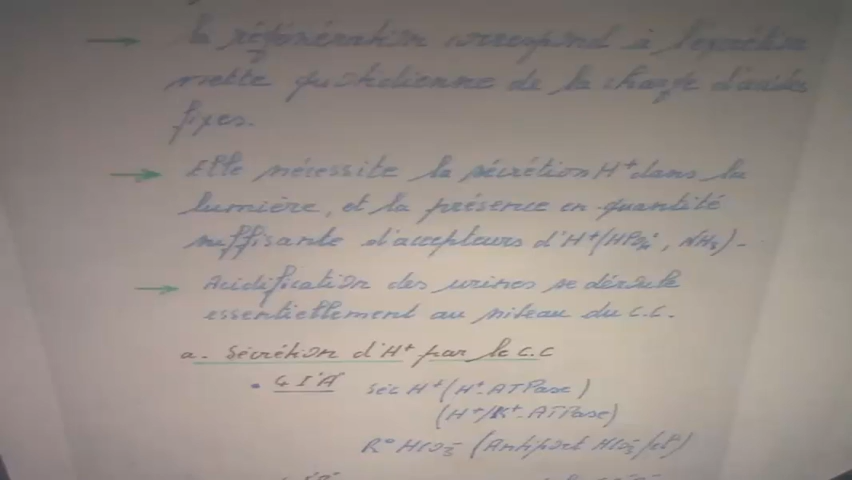 → la régénération correspond à l'excrétion
nette quotidienne de la charge d'acides
fixes.
→ Elle nécessite la sécrétion H⁺ dans la
lumière, et la présence en quantité
suffisante d'accepteurs d'H⁺ (HPO₄⁻, NH₃).
→ Acidification des urines se déroule
essentiellement au niveau du C.C.
a. Sécrétion d'H⁺ par le C.C
• C I A sec H⁺ (H⁺-ATPase)
(H⁺/K⁺-ATPase)
R° HCO₃⁻ (Antiport HCO₃⁻/cl⁻)